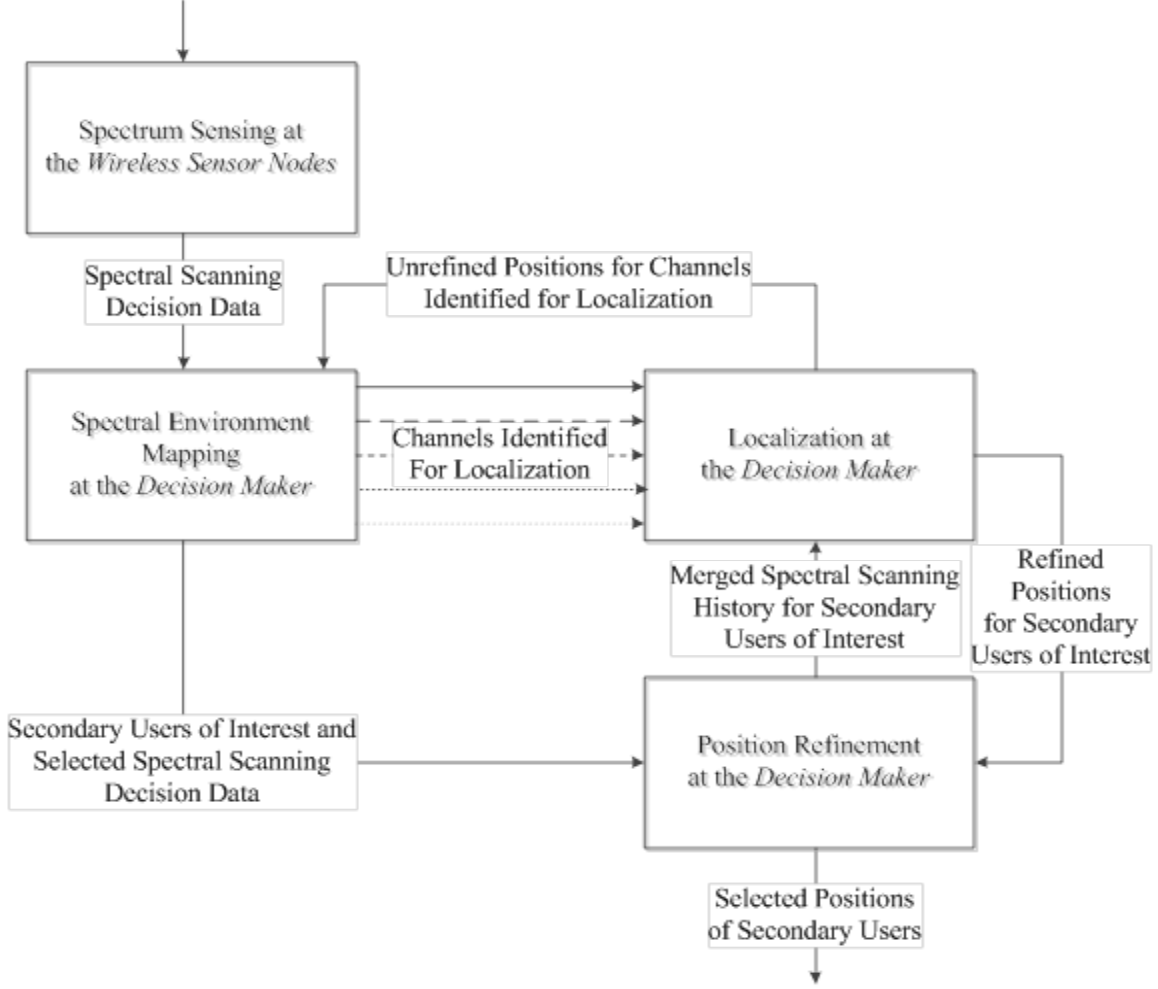 Spectrum Sensing at
the Wireless Sensor Nodes
Spectral Scanning
Decision Data
Unrefined Positions for Channels
Identified for Localization
Spectral Environment
Mapping
at the Decision Maker
Channels Identified
For Localization
Localization at
the Decision Maker
Merged Spectral Scanning
History for Secondary
Users of Interest
Refined
Positions
for Secondary
Users of Interest
Secondary Users of Interest and
Selected Spectral Scanning
Decision Data
Position Refinement
at the Decision Maker
Selected Positions
of Secondary Users